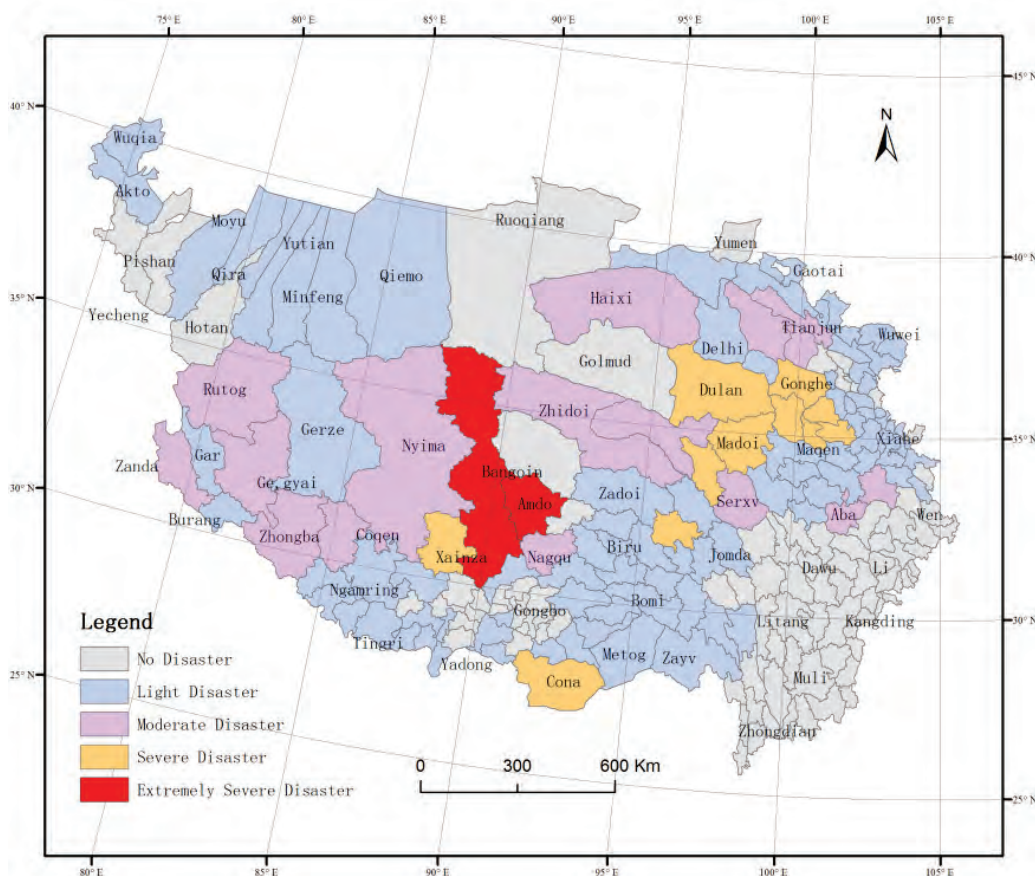 75°E 80°E 85°E 90°E 95°E 100°E 105°E
45°N 45°N
40°N
N
Wuqia
Akto
Ruoqiang
Moyu
Yumen
Yutian
40°N
Pishan
Gaotai
Qira
Qiemo
Minfeng
Haixi
35°N
Yecheng
Hotan
Tianjun
Wuwei
Delhi
Golmud
Dulan
Gonghe
Rutog
Zhidoi
Gerze
Nyima
Madoi
Xiahe
35°N
Maqen
Gar
Zanda
Bangoin
Ge,gyai
30°N
Zadoi
Amdo
Serxv
Burang
Aba
Wen
Zhongba
Coqen
Xainza
Nagqu
Biru
Jomda
Dawu
Li
Ngamring
Bomi
Gongbo
Litang
Kangding
30°N
Tingri
Yadong
Metog
Zayv
25°N
Cona
Muli
Zhongdian
Legend
No Disaster
Light Disaster
Moderate Disaster
Severe Disaster
Extremely Severe Disaster
0 300 600 Km
25°N
80°E 85°E 90°E 95°E 100°E 105°E